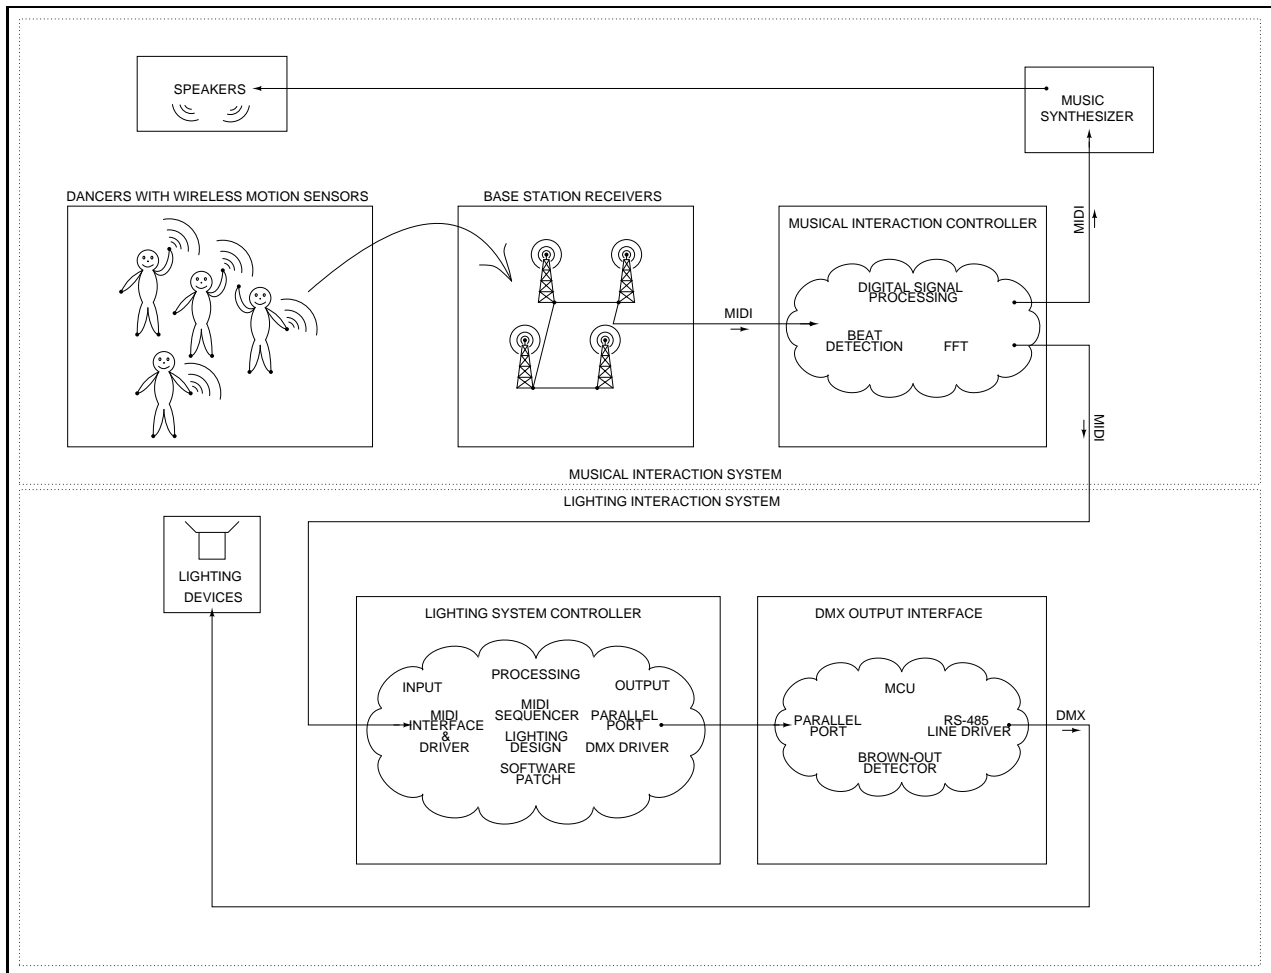 SPEAKERS
MUSIC
SYNTHESIZER
DANCERS WITH WIRELESS MOTION SENSORS
BASE STATION RECEIVERS
MIDI
MUSICAL INTERACTION CONTROLLER
DIGITAL SIGNAL
PROCESSING
BEAT
DETECTION
FFT
MIDI
MIDI
MUSICAL INTERACTION SYSTEM
LIGHTING INTERACTION SYSTEM
LIGHTING
DEVICES
LIGHTING SYSTEM CONTROLLER
INPUT
MIDI
INTERFACE
&
DRIVER
PROCESSING
MIDI
SEQUENCER
LIGHTING
DESIGN
SOFTWARE
PATCH
OUTPUT
PARALLEL
PORT
DMX DRIVER
DMX OUTPUT INTERFACE
MCU
PARALLEL
PORT
RS-485
LINE DRIVER
BROWN-OUT
DETECTOR
DMX